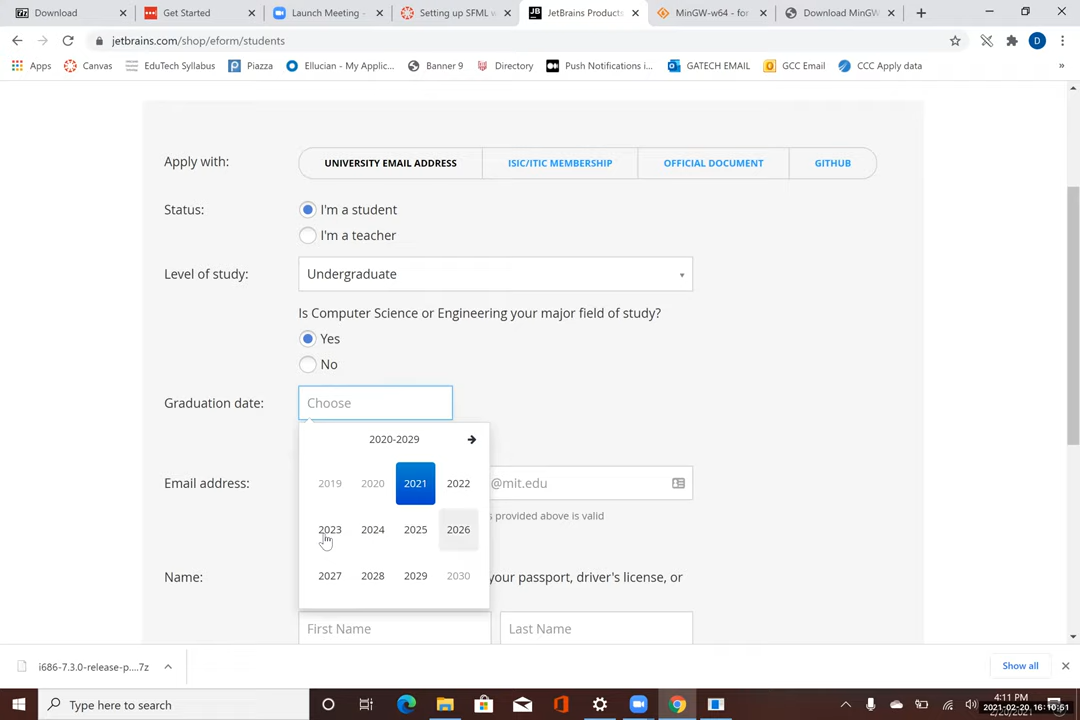 Download
Get Started
Launch Meeting -
Setting up SFML w
JetBrains Products
MinGW-w64 - for
Download MinGW
jetbrains.com/shop/eform/students
D
Apps
Canvas
EduTech Syllabus
Piazza
Ellucian - My Applic...
Banner 9
Directory
Push Notifications i...
GATECH EMAIL
GCC Email
CCC Apply data
»
Apply with:
UNIVERSITY EMAIL ADDRESS
ISIC/ITIC MEMBERSHIP
OFFICIAL DOCUMENT
GITHUB
Status:
I'm a student
I'm a teacher
Level of study:
Undergraduate
Is Computer Science or Engineering your major field of study?
Yes
No
Graduation date:
Choose
2020-2029
2019 2020 2021 2022
2023 2024 2025 2026
2027 2028 2029 2030
Email address:
@mit.edu
s provided above is valid
Name:
your passport, driver's license, or
First Name
Last Name
i686-7.3.0-release-p....7z
Show all
Type here to search
4:11 PM
2021-02-20 16:10:51